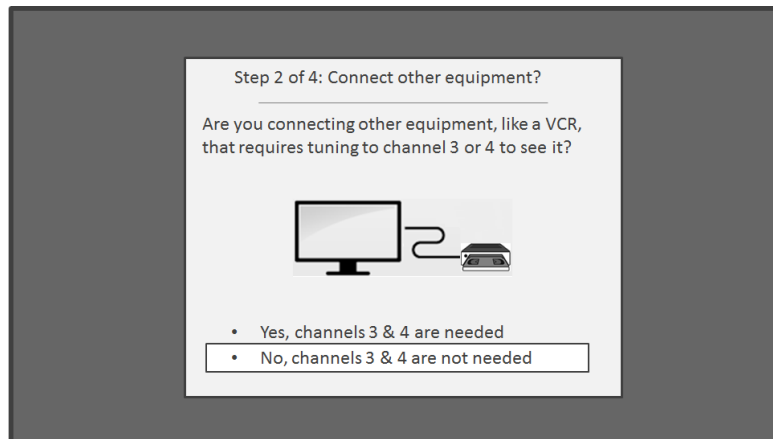 Step 2 of 4: Connect other equipment?
Are you connecting other equipment, like a VCR,
that requires tuning to channel 3 or 4 to see it?
• Yes, channels 3 & 4 are needed
• No, channels 3 & 4 are not needed